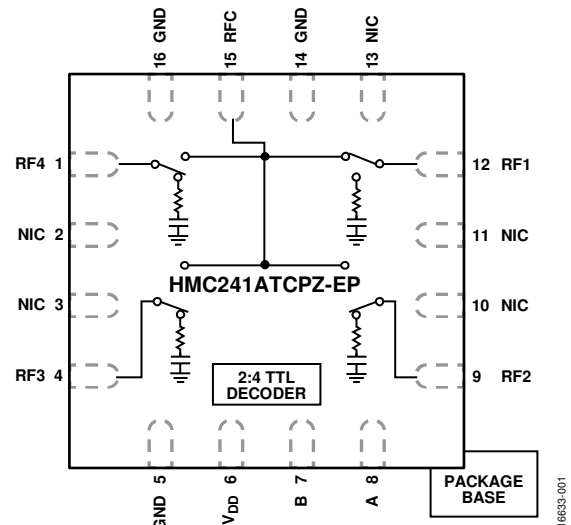 16 GND
15 RFC
14 GND
13 NIC
RF4 1
12 RF1
NIC 2
11 NIC
HMC241ATCPZ-EP
NIC 3
10 NIC
RF3 4
9 RF2
2:4 TTL
DECODER
GND 5
VDD 6
B 7
A 8
PACKAGE
BASE
16633-001